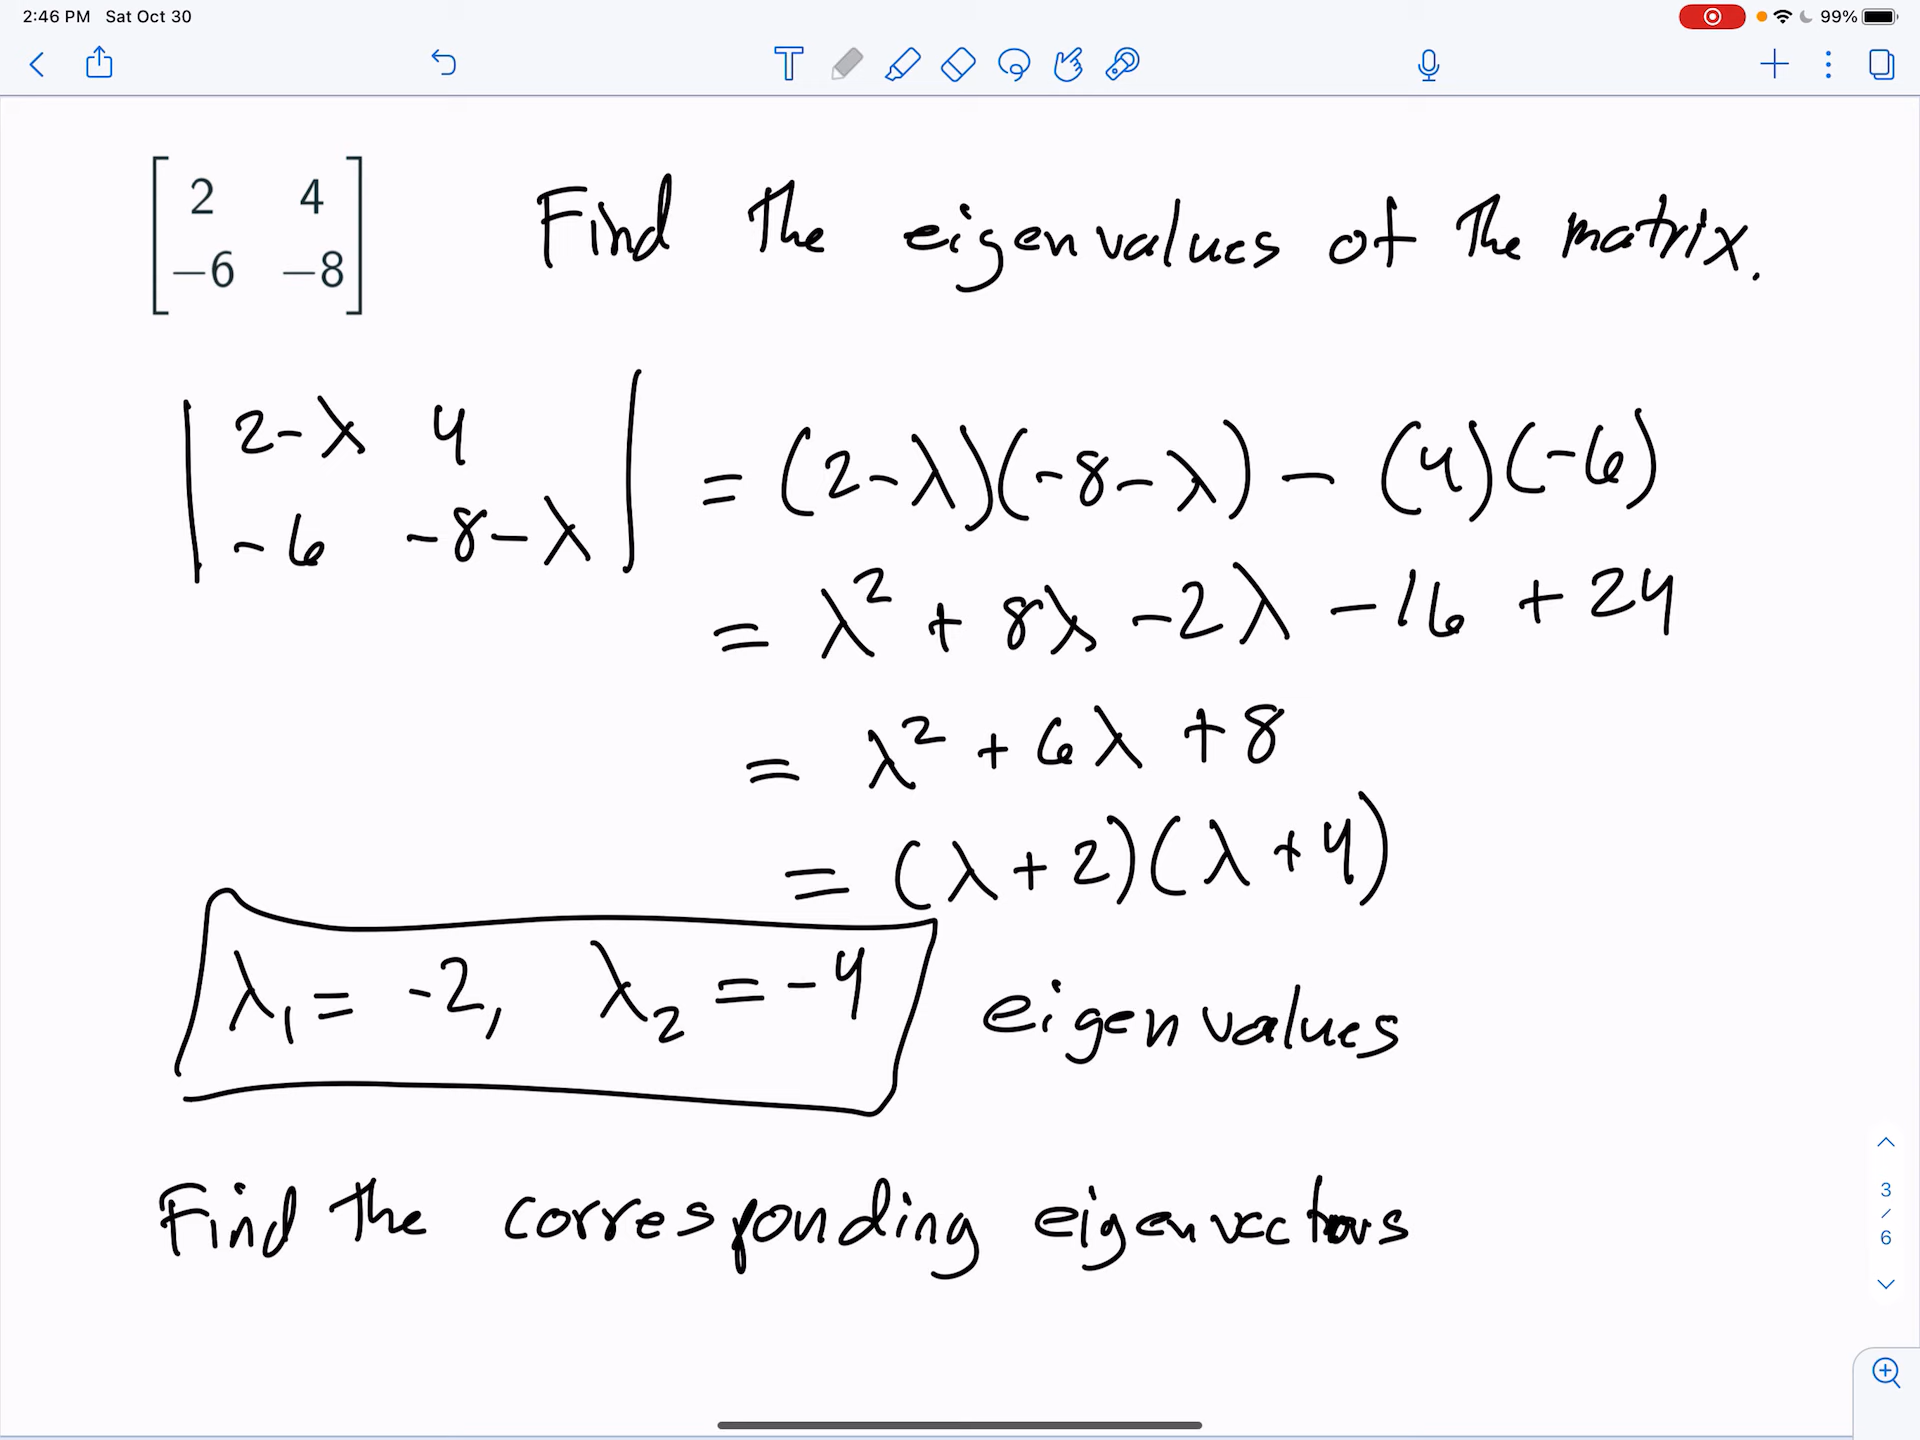 2:46 PM Sat Oct 30 99%
T
[2 4
−6 −8] Find the eigenvalues of the matrix.
|2-λ 4
-6 -8-λ| = (2-λ)(-8-λ) - (4)(-6)
= λ² + 8λ -2λ -16 +24
= λ² + 6λ + 8
= (λ+2)(λ+4)
λ₁ = -2, λ₂ = -4 eigenvalues
Find the corresponding eigenvectors
3
/
6